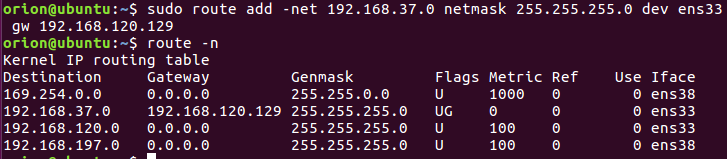 orion@ubuntu:~$ sudo route add -net 192.168.37.0 netmask 255.255.255.0 dev ens33
 gw 192.168.120.129
orion@ubuntu:~$ route -n
Kernel IP routing table
Destination     Gateway         Genmask         Flags Metric Ref    Use Iface
169.254.0.0     0.0.0.0         255.255.0.0     U     1000   0        0 ens38
192.168.37.0    192.168.120.129 255.255.255.0   UG    0      0        0 ens33
192.168.120.0   0.0.0.0         255.255.255.0   U     100    0        0 ens33
192.168.197.0   0.0.0.0         255.255.255.0   U     100    0        0 ens38